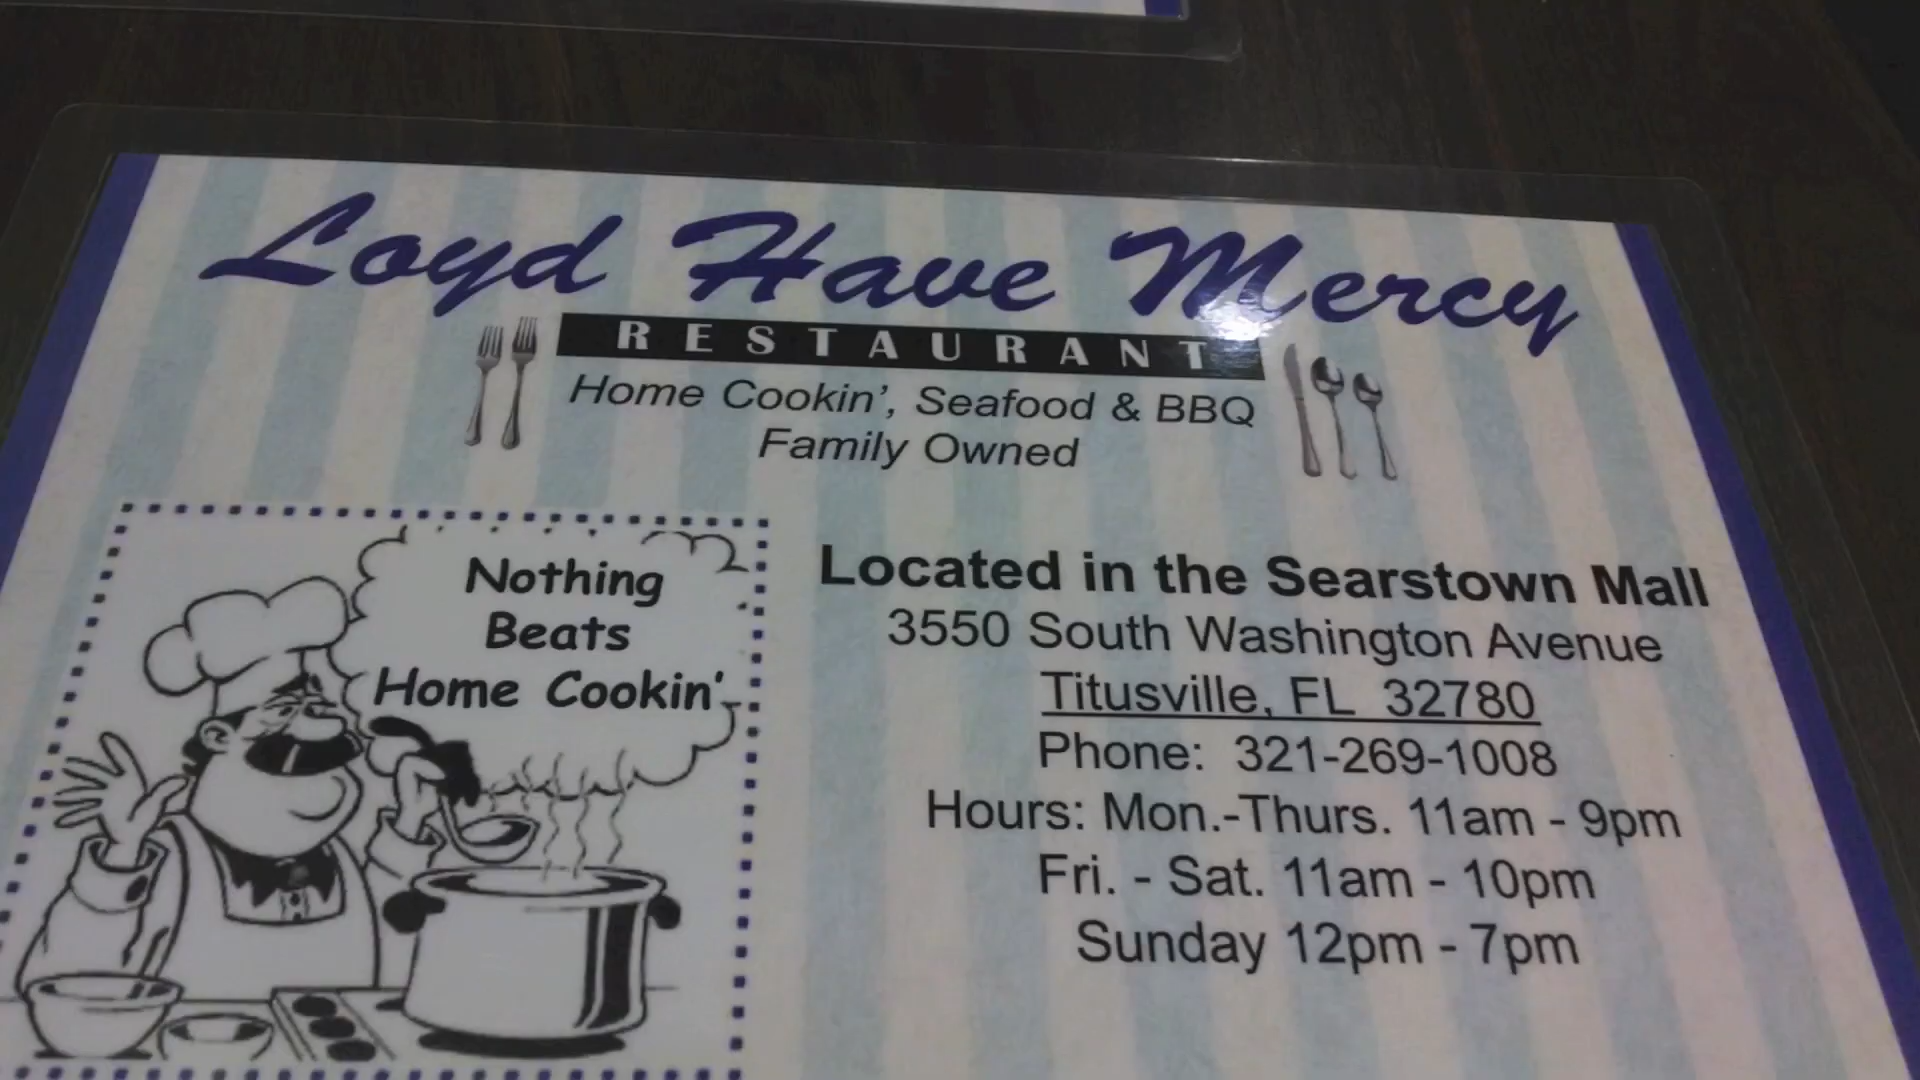 Loyd Have Mercy
RESTAURANT
Home Cookin', Seafood & BBQ
Family Owned
Nothing
Beats
Home Cookin'
Located in the Searstown Mall
3550 South Washington Avenue
Titusville, FL 32780
Phone: 321-269-1008
Hours: Mon.-Thurs. 11am - 9pm
Fri. - Sat. 11am - 10pm
Sunday 12pm - 7pm